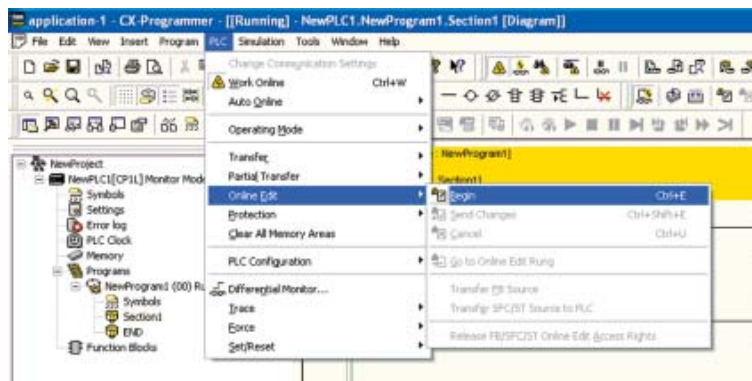 application-1 - CX-Programmer - [[Running] - NewPLC1.NewProgram1.Section1 [Diagram]]
File Edit View Insert Program PLC Simulation Tools Window Help
Change Communication Settings
Work Online Ctrl+W
Auto Online
Operating Mode
Transfer
Partial Transfer
Online Edit
Protection
Clear All Memory Areas
PLC Configuration
Differential Monitor...
Trace
Force
Set/Reset
Begin Ctrl+E
Send Changes Ctrl+Shift+E
Cancel Ctrl+U
Go to Online Edit Rung
Transfer FB Source
Transfer SFC/ST Source to PLC
Release FB/SFC/ST Online Edit Access Rights
: NewProgram1]
Section1]
NewProject
NewPLC1[CP1L] Monitor Mod
Symbols
Settings
Error log
PLC Clock
Memory
Programs
NewProgram1 (00) Ru
Symbols
Section1
END
Function Blocks